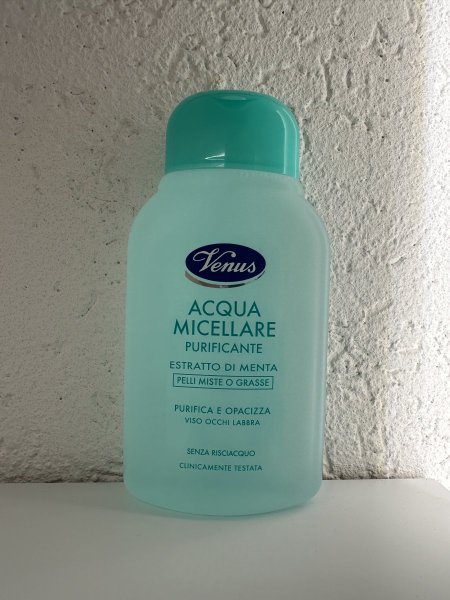 Venus
ACQUA
MICELLARE
PURIFICANTE
ESTRATTO DI MENTA
PELLI MISTE O GRASSE
PURIFICA E OPACIZZA
VISO OCCHI LABBRA
SENZA RISCIACQUO
CLINICAMENTE TESTATA